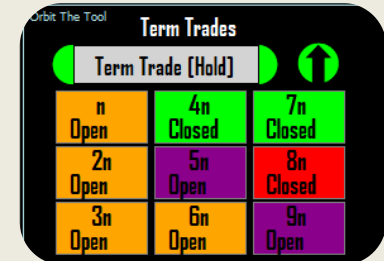 Orbit The Tool
Term Trades
Term Trade [Hold]
n 4n 7n
Open Closed Closed
2n 5n 8n
Open Open Closed
3n 6n 9n
Open Open Open